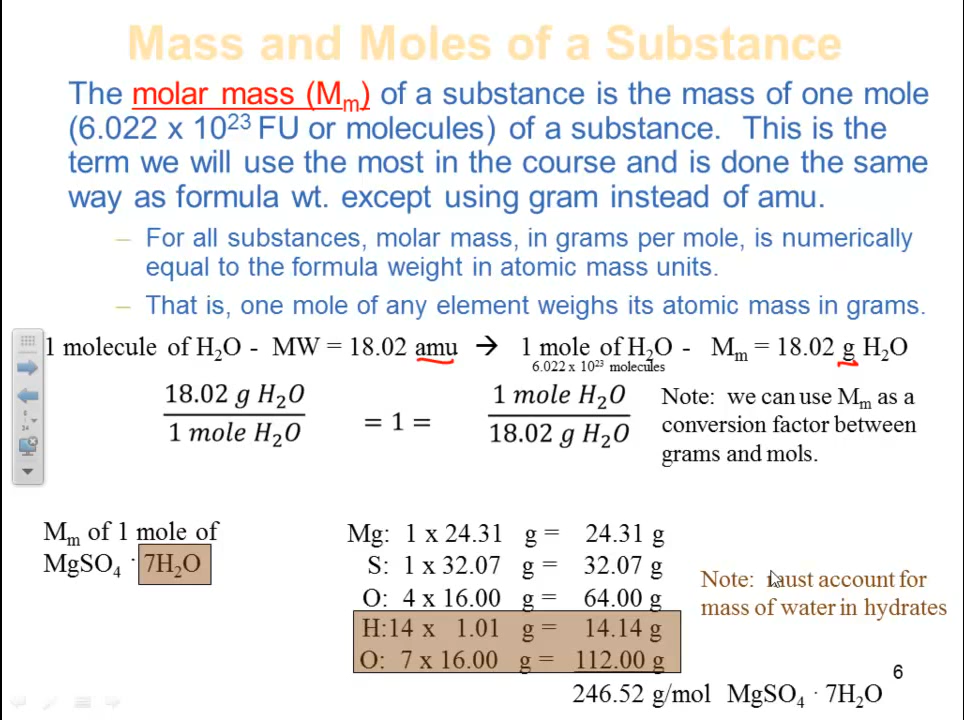 Mass and Moles of a Substance
The molar mass (Mₘ) of a substance is the mass of one mole
(6.022 x 10²³ FU or molecules) of a substance. This is the
term we will use the most in the course and is done the same
way as formula wt. except using gram instead of amu.
– For all substances, molar mass, in grams per mole, is numerically
equal to the formula weight in atomic mass units.
– That is, one mole of any element weighs its atomic mass in grams.
1 molecule of H₂O - MW = 18.02 amu → 1 mole of H₂O - Mₘ = 18.02 g H₂O
6.022 x 10²³ molecules
18.02 g H₂O
1 mole H₂O
= 1 =
1 mole H₂O
18.02 g H₂O
Note: we can use Mₘ as a
conversion factor between
grams and mols.
Mₘ of 1 mole of
MgSO₄ · 7H₂O
Mg: 1 x 24.31 g = 24.31 g
S: 1 x 32.07 g = 32.07 g
O: 4 x 16.00 g = 64.00 g
H:14 x 1.01 g = 14.14 g
O: 7 x 16.00 g = 112.00 g
246.52 g/mol MgSO₄ · 7H₂O
Note: must account for
mass of water in hydrates
6